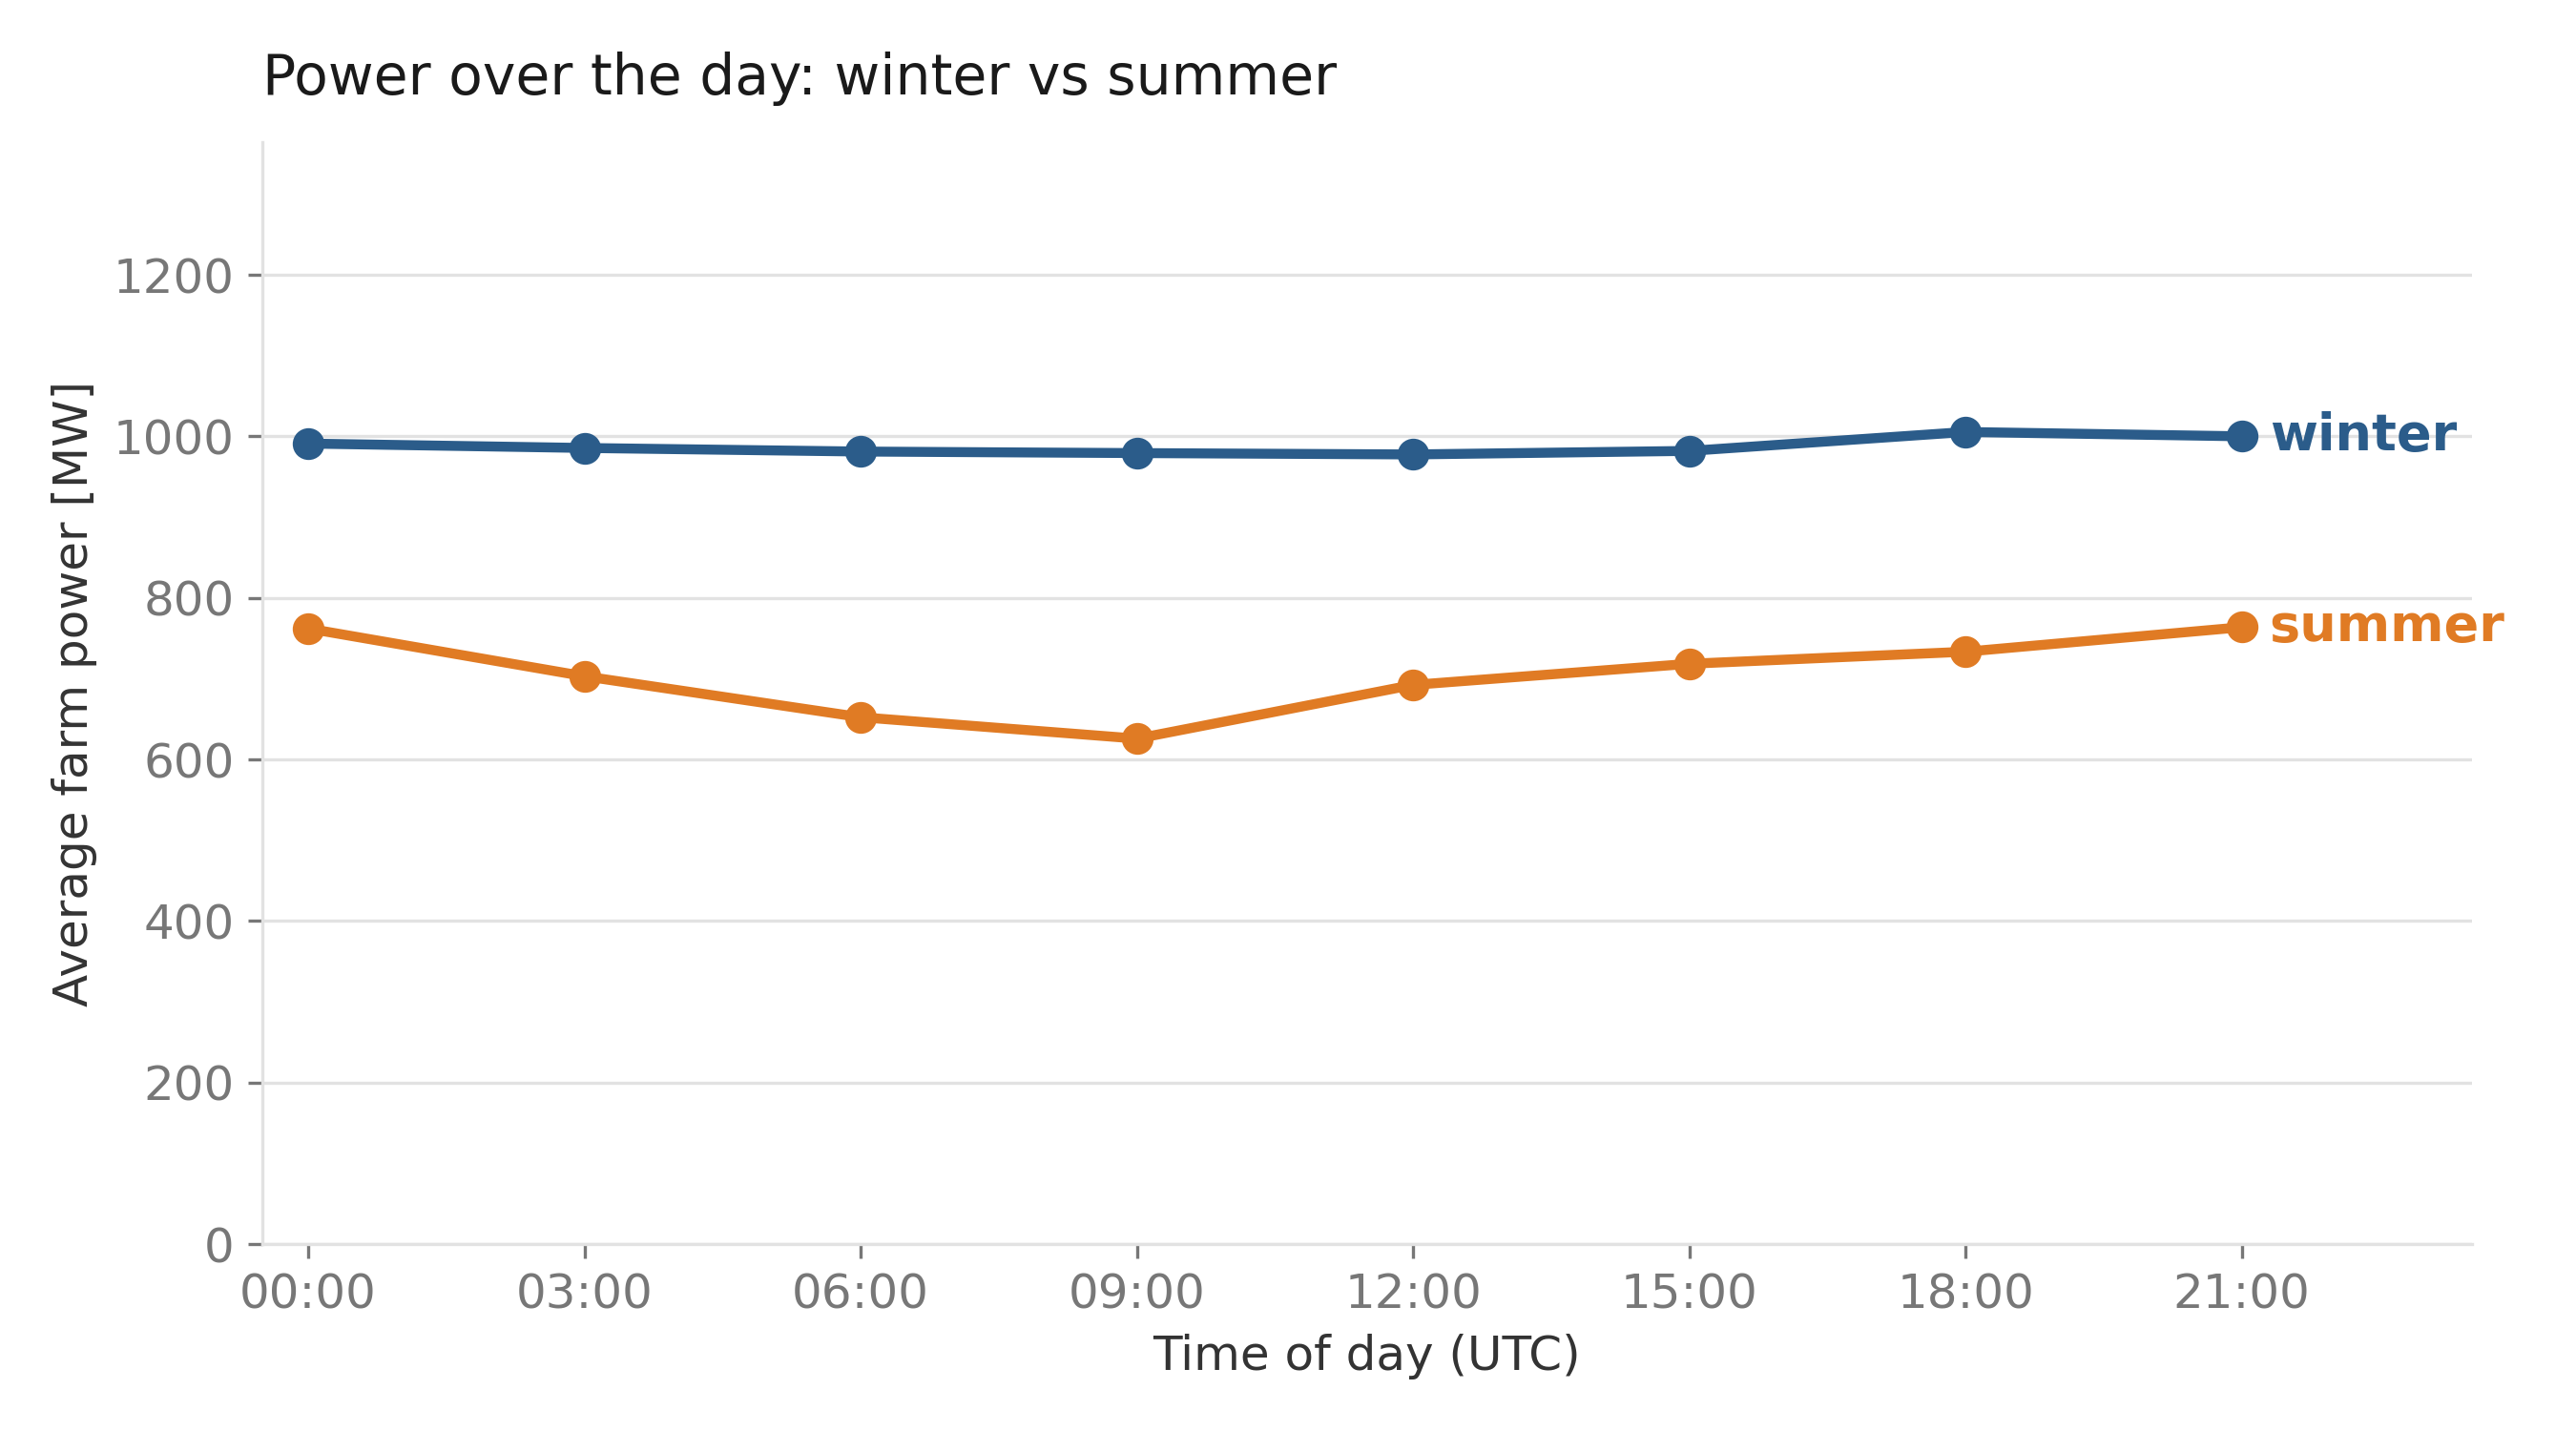 Power over the day: winter vs summer
Average farm power [MW]
1200
1000
800
600
400
200
0
winter
summer
00:00 03:00 06:00 09:00 12:00 15:00 18:00 21:00
Time of day (UTC)